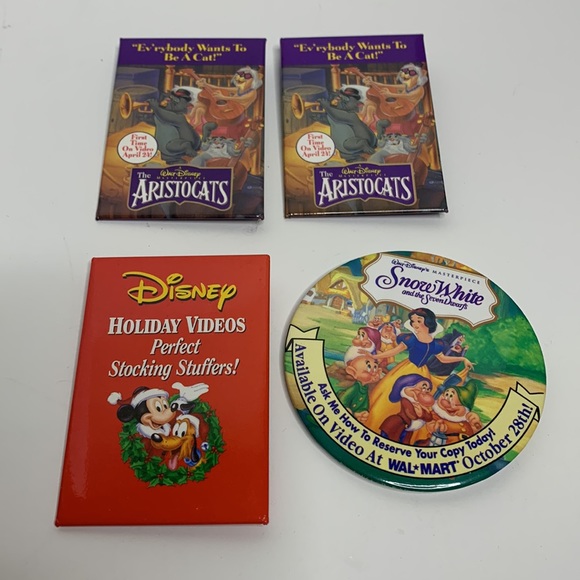 "Ev'rybody Wants To
Be A Cat!"
First
Time
On Video
April 24!
Walt Disney
MASTERPIECE
The
ARISTOCATS
"Ev'rybody Wants To
Be A Cat!"
First
Time
On Video
April 24!
Walt Disney
MASTERPIECE
The
ARISTOCATS
DISNEY
HOLIDAY VIDEOS
Perfect
Stocking Stuffers!
Walt Disney's MASTERPIECE
Snow White
and the Seven Dwarfs
Ask Me How To Reserve Your Copy Today!
Available On Video At WAL★MART October 28th!